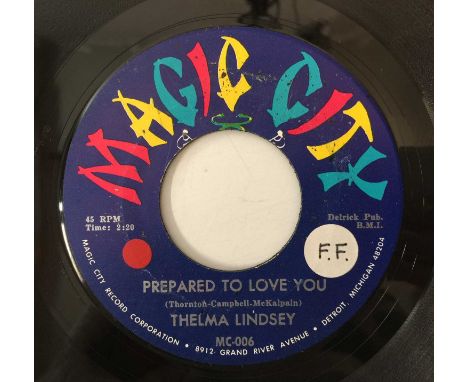 MAGIC CITY
45 RPM
Time: 2:20
Delrick Pub.
B.M.I.
F.F.
PREPARED TO LOVE YOU
(Thornton-Campbell-McKalpain)
THELMA LINDSEY
MC-006
MAGIC CITY RECORD CORPORATION • 8912 GRAND RIVER AVENUE • DETROIT, MICHIGAN 48204